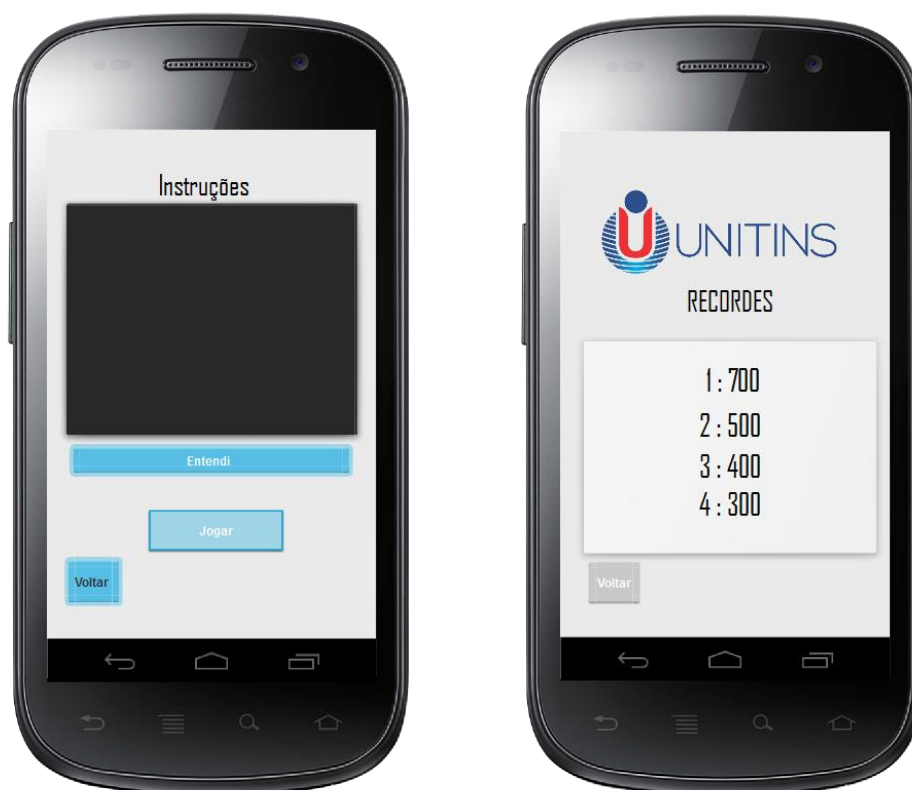 Instruções
Entendi
Jogar
Voltar
UNITINS
RECORDES
1 : 700
2 : 500
3 : 400
4 : 300
Voltar